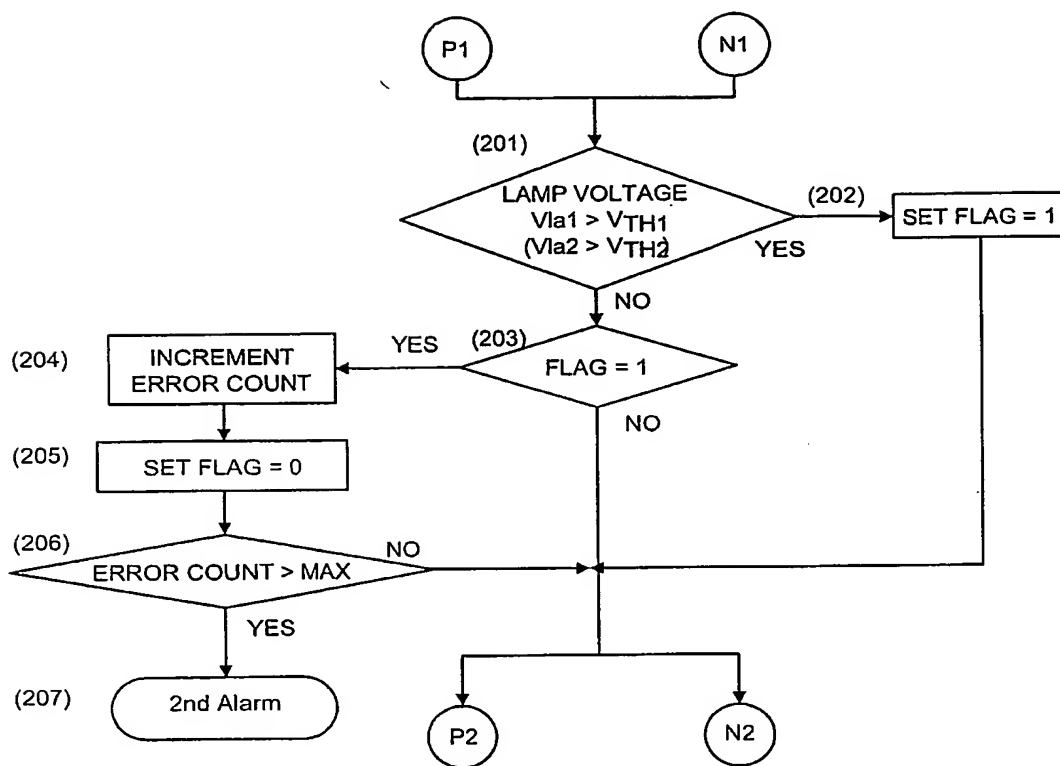 P1
N1
(201)
LAMP VOLTAGE
Vla1 > VTH1
(Vla2 > VTH2)
YES
(202)
SET FLAG = 1
NO
(203)
FLAG = 1
YES
NO
(204)
INCREMENT
ERROR COUNT
(205)
SET FLAG = 0
(206)
ERROR COUNT > MAX
NO
YES
(207)
2nd Alarm
P2
N2